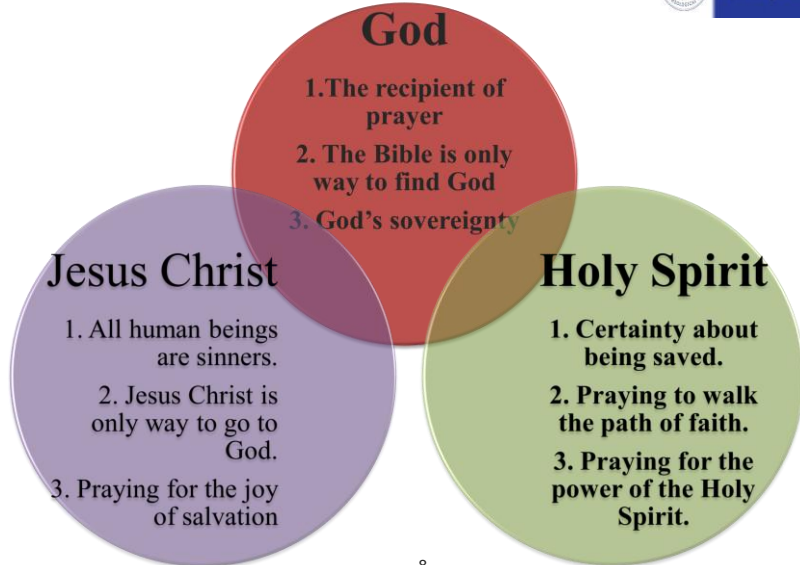 God
1.The recipient of
prayer
2. The Bible is only
way to find God
3. God's sovereignty
Jesus Christ
1. All human beings
are sinners.
2. Jesus Christ is
only way to go to
God.
3. Praying for the joy
of salvation
Holy Spirit
1. Certainty about
being saved.
2. Praying to walk
the path of faith.
3. Praying for the
power of the Holy
Spirit.
8